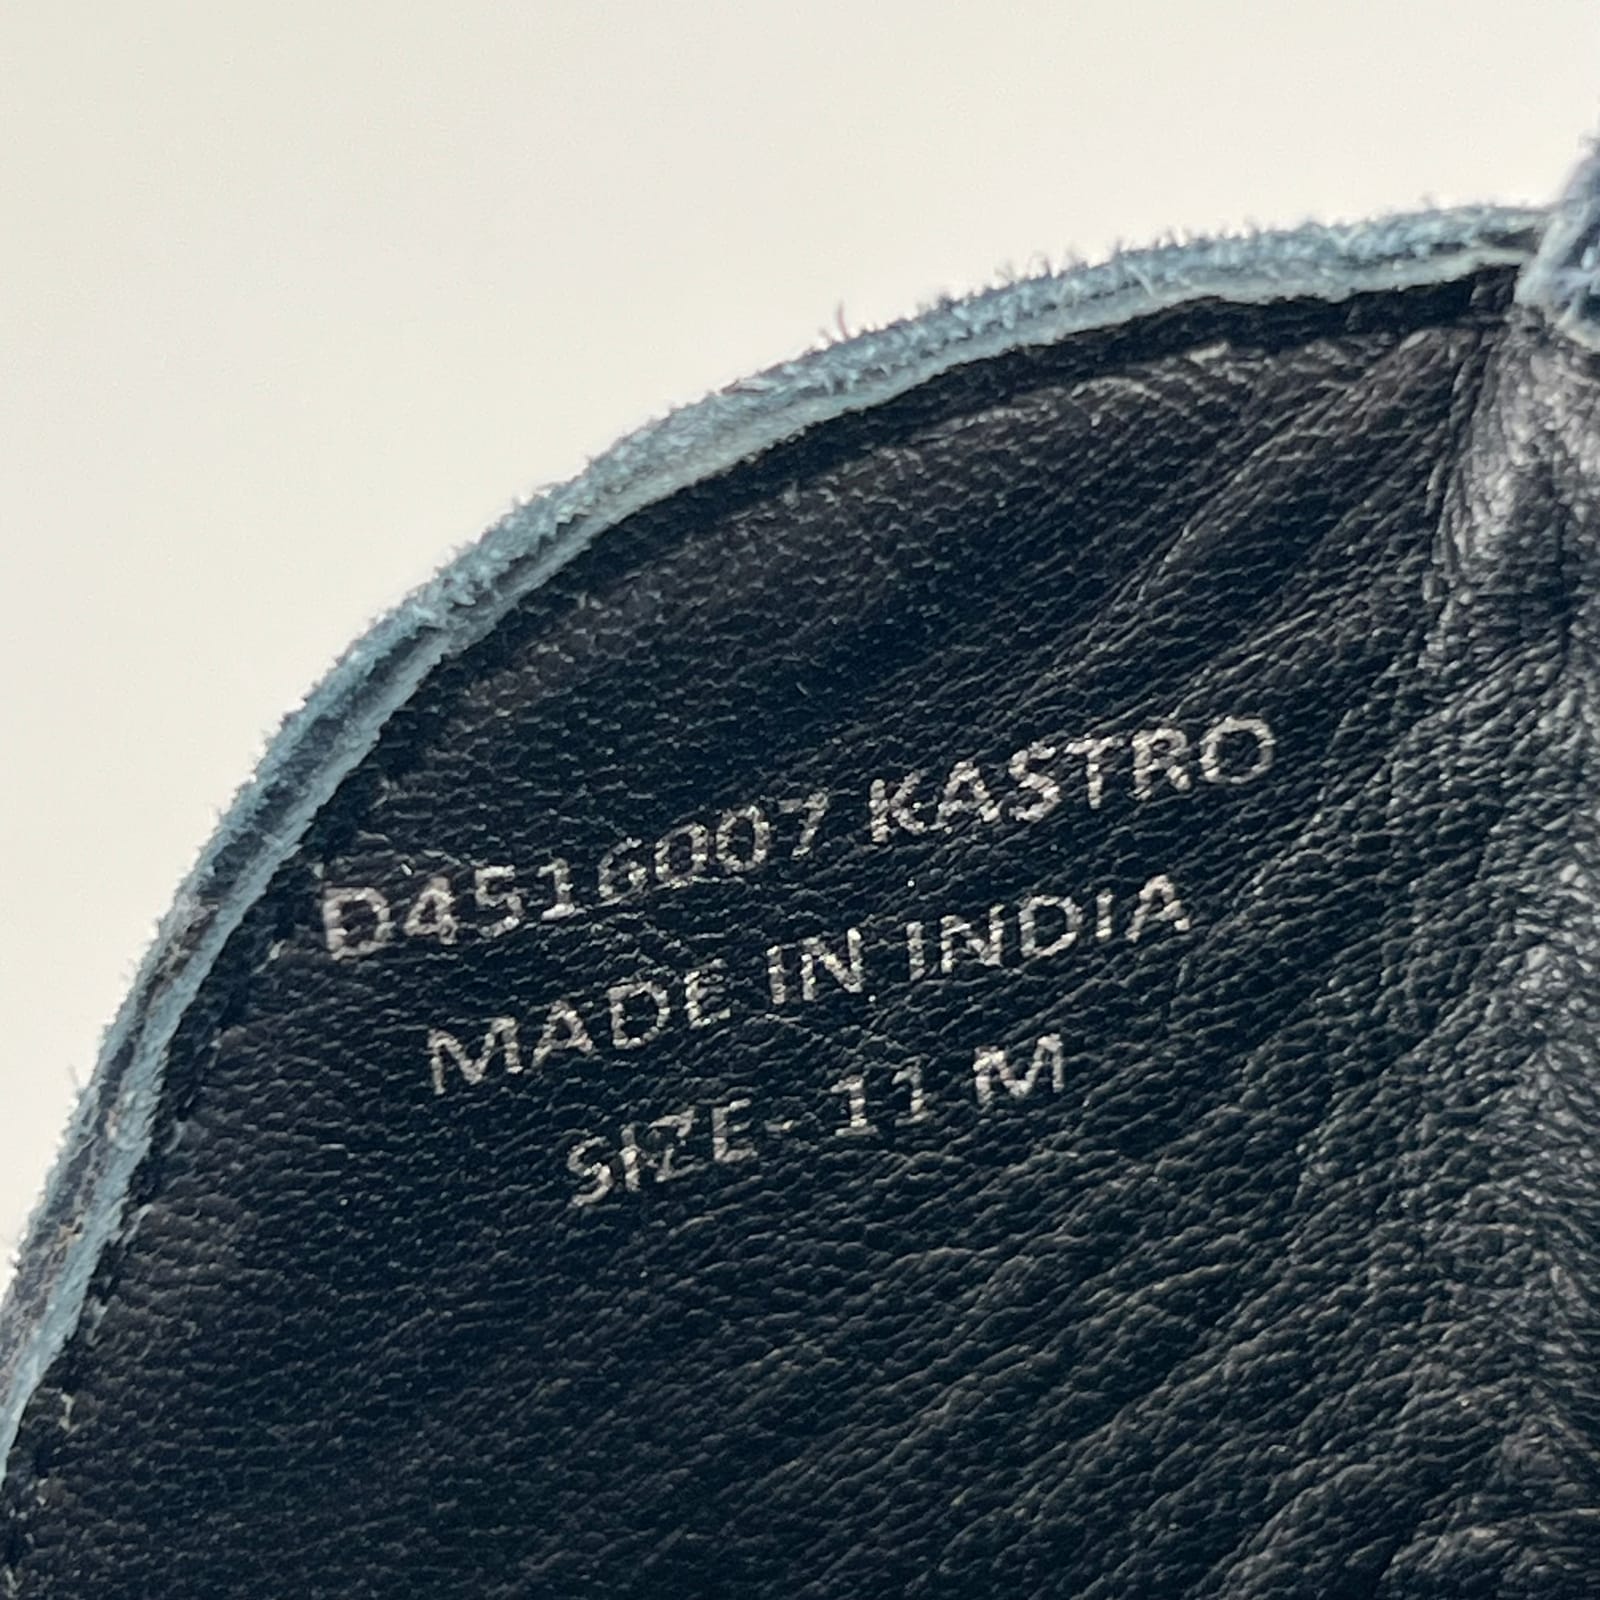 D4516007 KASTRO
MADE IN INDIA
SIZE- 11 M